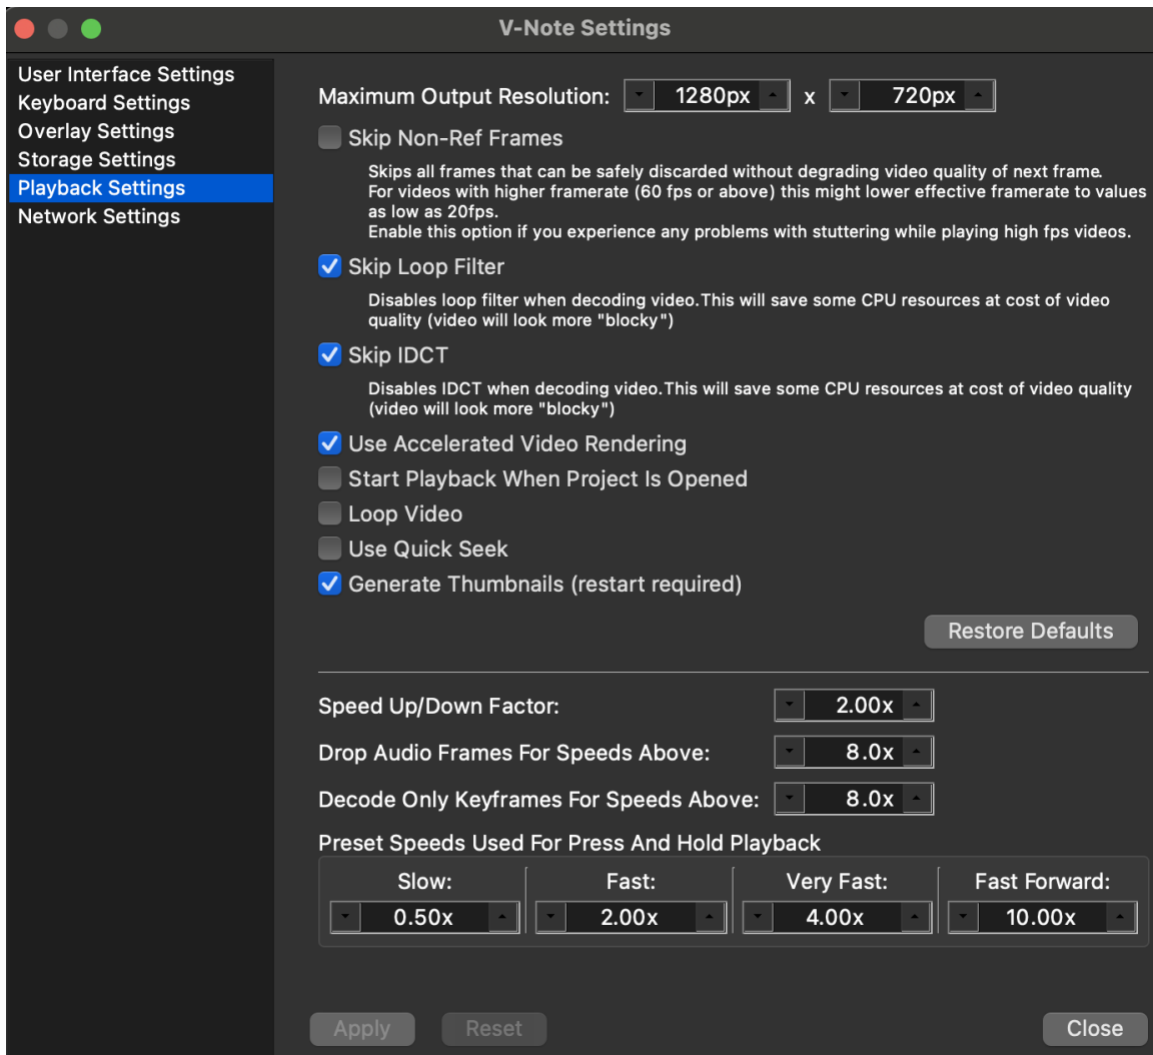 V-Note Settings
User Interface Settings
Keyboard Settings
Overlay Settings
Storage Settings
Playback Settings
Network Settings
Maximum Output Resolution: 1280px x 720px
Skip Non-Ref Frames
Skips all frames that can be safely discarded without degrading video quality of next frame.
For videos with higher framerate (60 fps or above) this might lower effective framerate to values
as low as 20fps.
Enable this option if you experience any problems with stuttering while playing high fps videos.
Skip Loop Filter
Disables loop filter when decoding video.This will save some CPU resources at cost of video
quality (video will look more "blocky")
Skip IDCT
Disables IDCT when decoding video.This will save some CPU resources at cost of video quality
(video will look more "blocky")
Use Accelerated Video Rendering
Start Playback When Project Is Opened
Loop Video
Use Quick Seek
Generate Thumbnails (restart required)
Restore Defaults
Speed Up/Down Factor: 2.00x
Drop Audio Frames For Speeds Above: 8.0x
Decode Only Keyframes For Speeds Above: 8.0x
Preset Speeds Used For Press And Hold Playback
Slow: Fast: Very Fast: Fast Forward:
0.50x 2.00x 4.00x 10.00x
Apply Reset Close